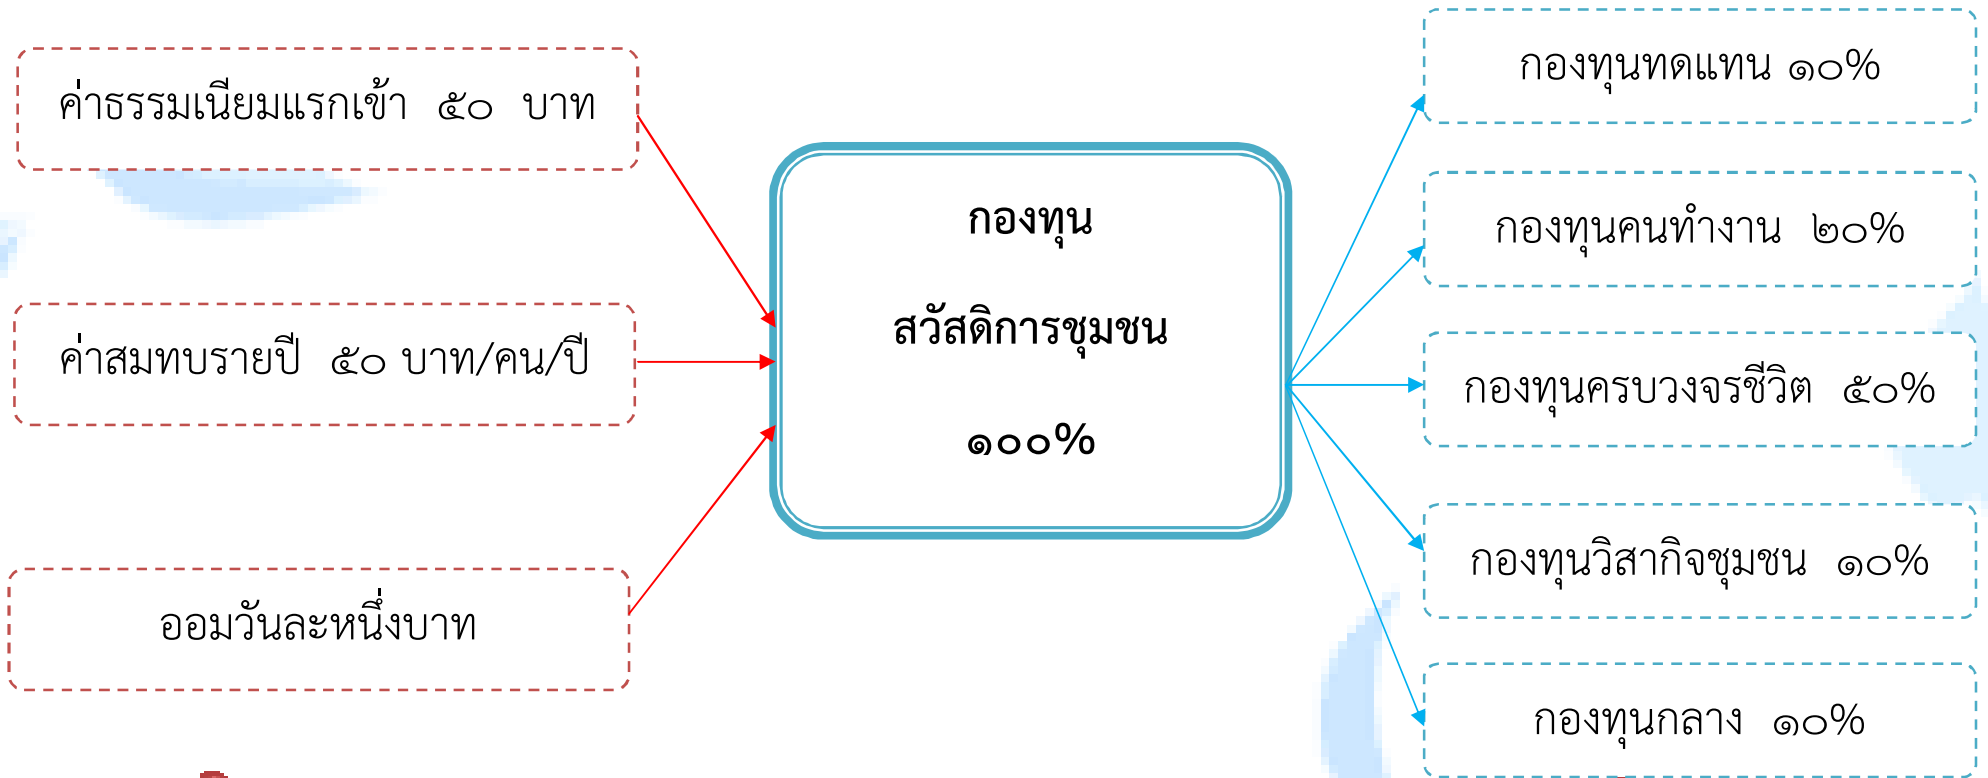 ค่าธรรมเนียมแรกเข้า ๕๐ บาท
ค่าสมทบรายปี ๕๐ บาท/คน/ปี
ออมวันละหนึ่งบาท
กองทุน
สวัสดิการชุมชน
๑๐๐%
กองทุนทดแทน ๑๐%
กองทุนคนทำงาน ๒๐%
กองทุนครบวงจรชีวิต ๕๐%
กองทุนวิสากิจชุมชน ๑๐%
กองทุนกลาง ๑๐%